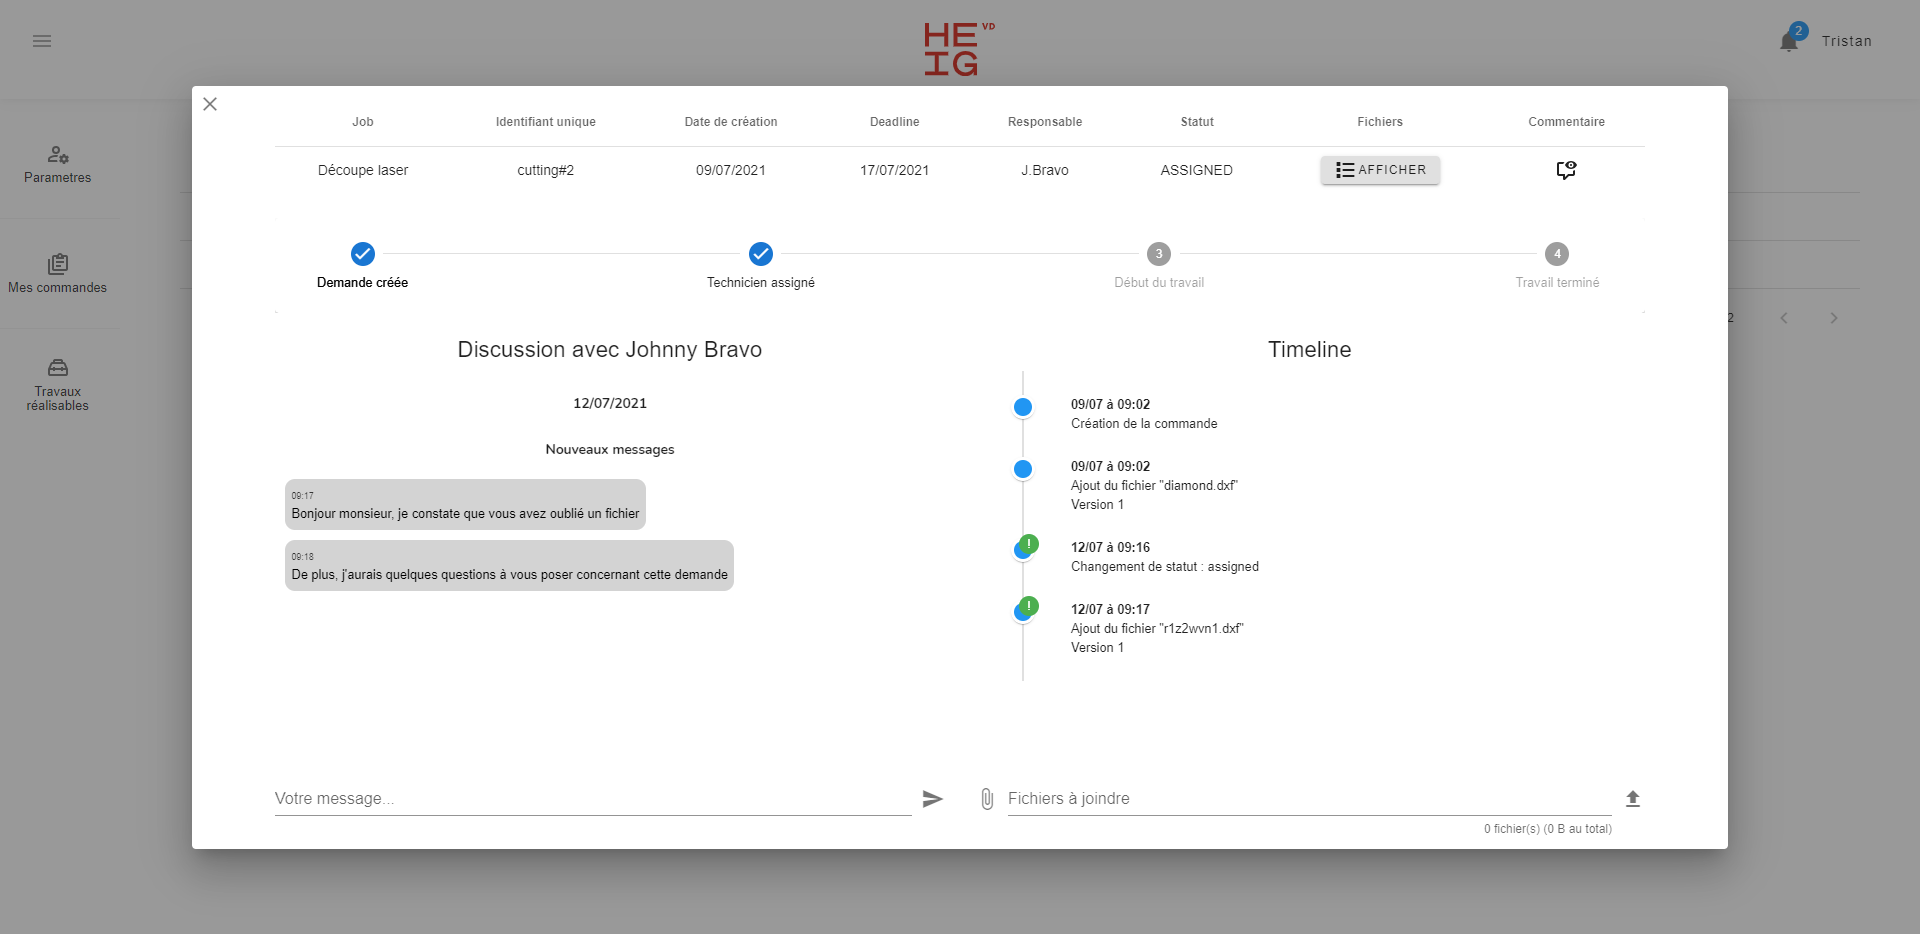 HE VD
IG
2
Tristan
Job Identifiant unique Date de création Deadline Responsable Statut Fichiers Commentaire
Découpe laser cutting#2 09/07/2021 17/07/2021 J.Bravo ASSIGNED AFFICHER
Parametres
Mes commandes
Travaux
réalisables
3 4
Demande créée Technicien assigné Début du travail Travail terminé
2
Discussion avec Johnny Bravo
12/07/2021
Nouveaux messages
09:17
Bonjour monsieur, je constate que vous avez oublié un fichier
09:18
De plus, j'aurais quelques questions à vous poser concernant cette demande
Timeline
09/07 à 09:02
Création de la commande
09/07 à 09:02
Ajout du fichier "diamond.dxf"
Version 1
!
12/07 à 09:16
Changement de statut : assigned
!
12/07 à 09:17
Ajout du fichier "r1z2wvn1.dxf"
Version 1
Votre message...
Fichiers à joindre
0 fichier(s) (0 B au total)